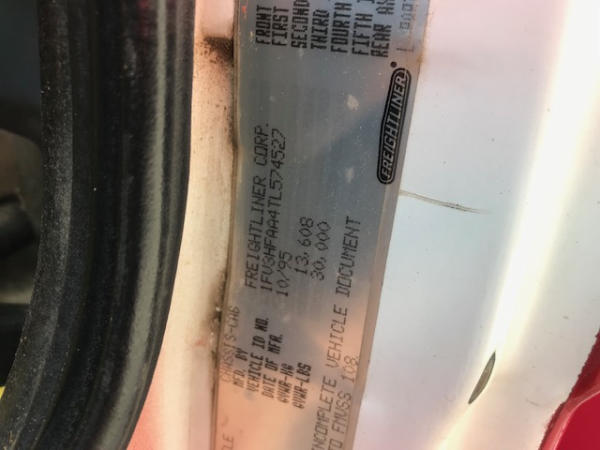 FRONT
FIRST
SECOND
THIRD
FOURTH
FIFTH
REAR
FREIGHTLINER
CHASSIS-CAB
MFD. BY FREIGHTLINER CORP.
VEHICLE ID NO. 1FV3HFAA4TL574527
DATE OF MFR. 10/95
GVWR-KG 13,608
GVWR-LBS 30,000
INCOMPLETE VEHICLE DOCUMENT
TO FMVSS 108.